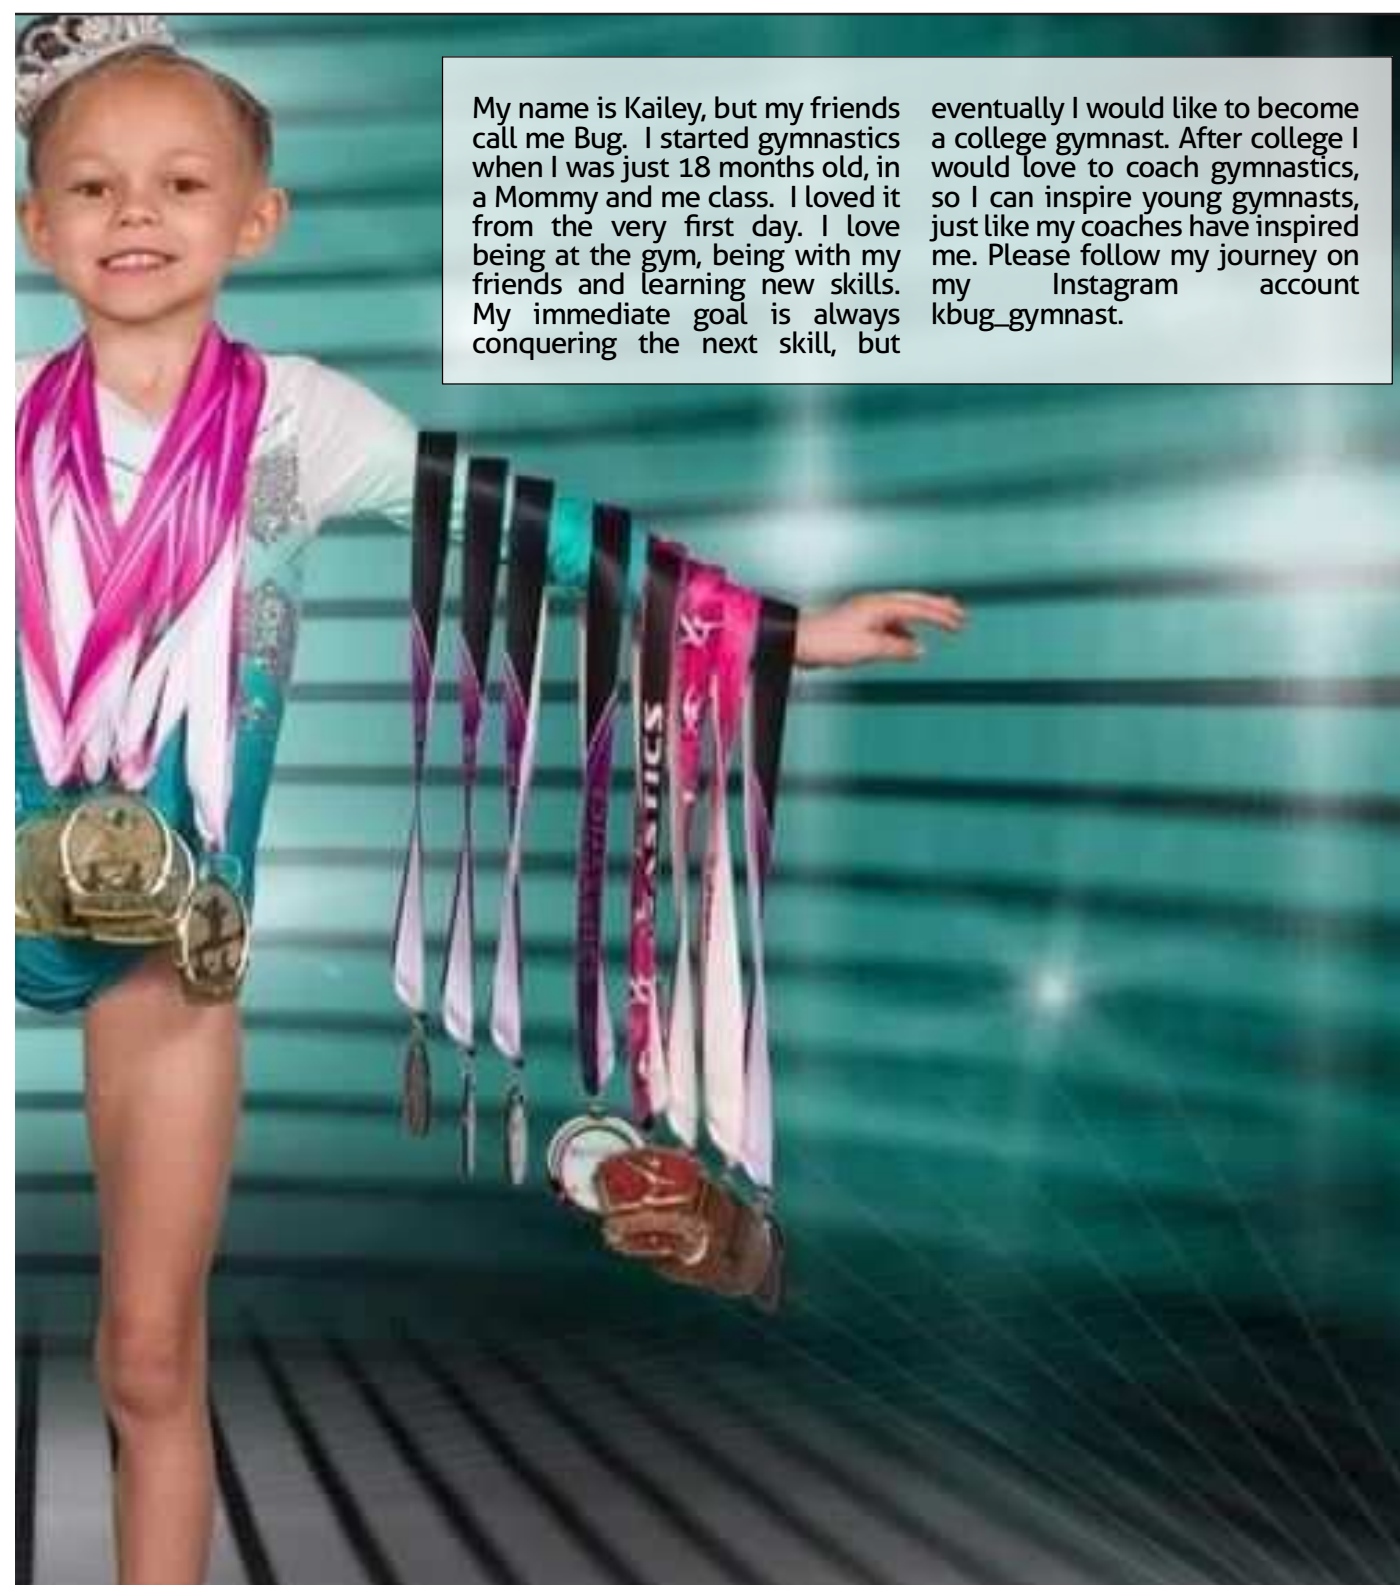 My name is Kailey, but my friends
call me Bug. I started gymnastics
when I was just 18 months old, in
a Mommy and me class. I loved it
from the very first day. I love
being at the gym, being with my
friends and learning new skills.
My immediate goal is always
conquering the next skill, but
eventually I would like to become
a college gymnast. After college I
would love to coach gymnastics,
so I can inspire young gymnasts,
just like my coaches have inspired
me. Please follow my journey on
my Instagram account
kbug_gymnast.